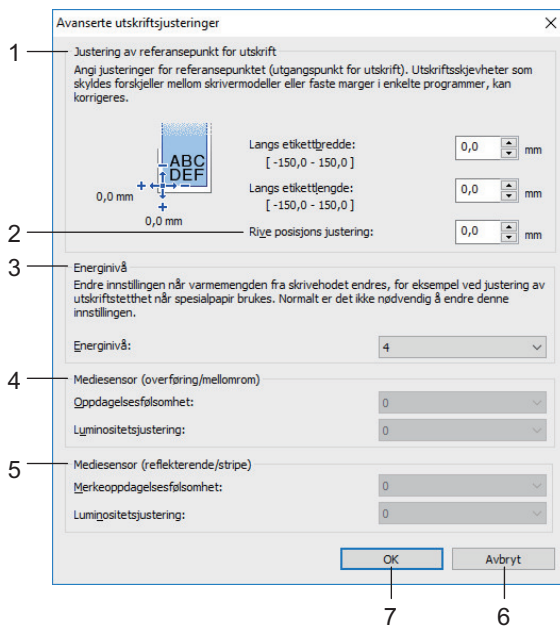 Avanserte utskriftsjusteringer
1
Justering av referansepunkt for utskrift
Angi justeringer for referansepunktet (utgangspunkt for utskrift). Utskriftsskjevheter som
skyldes forskjeller mellom skrivermodeller eller faste marger i enkelte programmer, kan
korrigeres.
ABC
DEF
0,0 mm
0,0 mm
Langs etikettbredde:
[ -150,0 - 150,0 ]
0,0 mm
Langs etikettlengde:
[ -150,0 - 150,0 ]
0,0 mm
2
Rive posisjons justering:
0,0 mm
3
Energinivå
Endre innstillingen når varmemengden fra skrivehodet endres, for eksempel ved justering av
utskriftstetthet når spesialpapir brukes. Normalt er det ikke nødvendig å endre denne
innstillingen.
Energinivå:
4
4
Mediesensor (overføring/mellomrom)
Oppdagelsesfølsomhet:
0
Luminositetsjustering:
0
5
Mediesensor (reflekterende/stripe)
Merkeoppdagelsesfølsomhet:
0
Luminositetsjustering:
0
OK
Avbryt
7
6